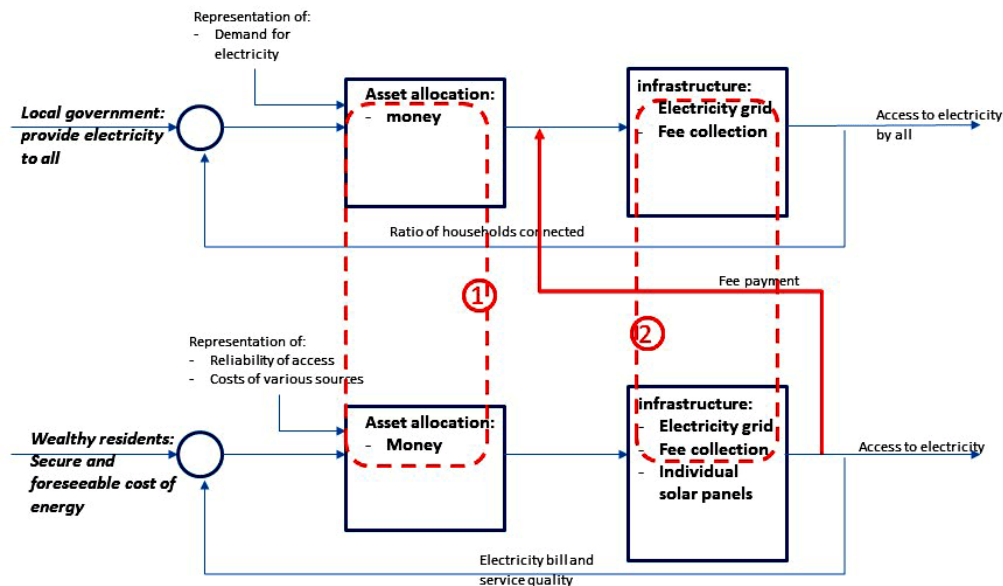 Representation of:
- Demand for
electricity
Local government:
provide electricity
to all
Asset allocation:
- money
infrastructure:
- Electricity grid
- Fee collection
Access to electricity
by all
Ratio of households connected
Fee payment
1
2
Representation of:
- Reliability of access
- Costs of various sources
Wealthy residents:
Secure and
foreseeable cost of
energy
Asset allocation:
- Money
infrastructure:
- Electricity grid
- Fee collection
- Individual
solar panels
Access to electricity
Electricity bill and
service quality